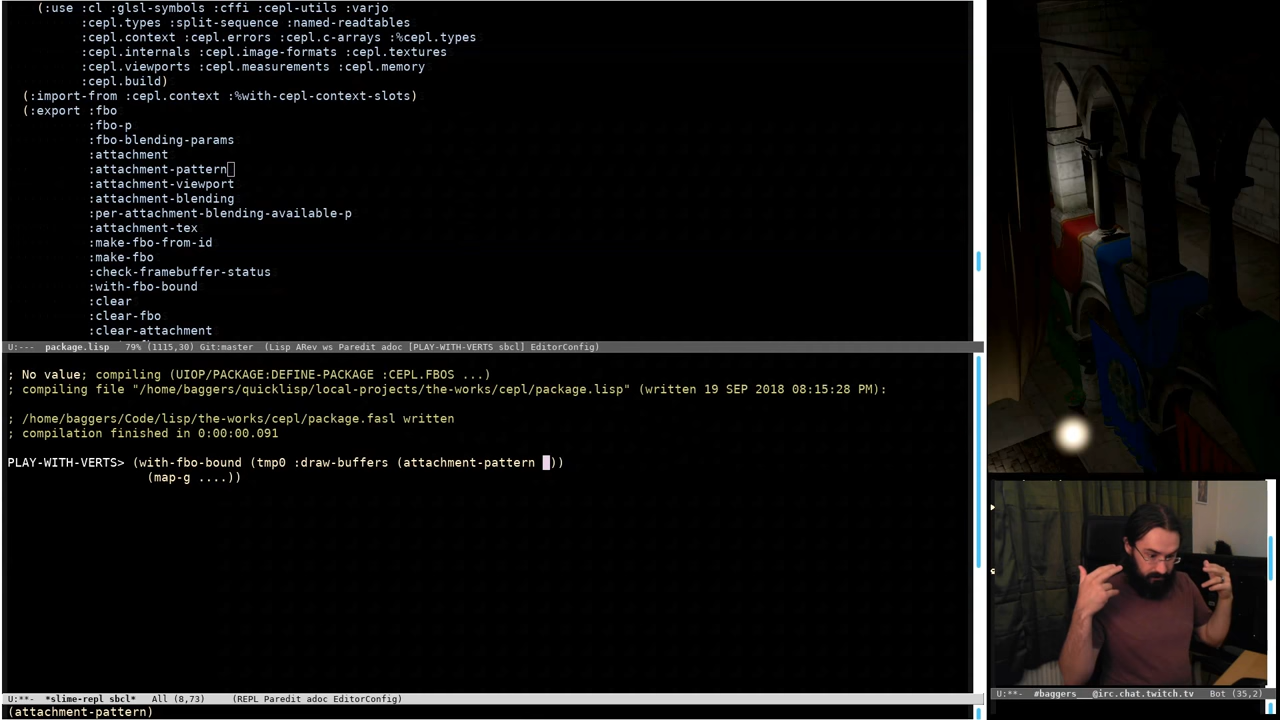 (:use :cl :glsl-symbols :cffi :cepl-utils :varjo
:cepl.types :split-sequence :named-readtables
:cepl.context :cepl.errors :cepl.c-arrays :%cepl.types
:cepl.internals :cepl.image-formats :cepl.textures
:cepl.viewports :cepl.measurements :cepl.memory
:cepl.build)
(:import-from :cepl.context :%with-cepl-context-slots)
(:export :fbo
:fbo-p
:fbo-blending-params
:attachment
:attachment-pattern
:attachment-viewport
:attachment-blending
:per-attachment-blending-available-p
:attachment-tex
:make-fbo-from-id
:make-fbo
:check-framebuffer-status
:with-fbo-bound
:clear
:clear-fbo
:clear-attachment
U:--- package.lisp 79% (1115,30) Git:master (Lisp ARev ws Paredit adoc [PLAY-WITH-VERTS sbcl] EditorConfig)
; No value; compiling (UIOP/PACKAGE:DEFINE-PACKAGE :CEPL.FBOS ...)
; compiling file "/home/baggers/quicklisp/local-projects/the-works/cepl/package.lisp" (written 19 SEP 2018 08:15:28 PM):
; /home/baggers/Code/lisp/the-works/cepl/package.fasl written
; compilation finished in 0:00:00.091
PLAY-WITH-VERTS> (with-fbo-bound (tmp0 :draw-buffers (attachment-pattern ))
(map-g ....))
U:**- *slime-repl sbcl* All (8,73) (REPL Paredit adoc EditorConfig)
(attachment-pattern)
U:**- #baggers___@irc.chat.twitch.tv Bot (35,2)